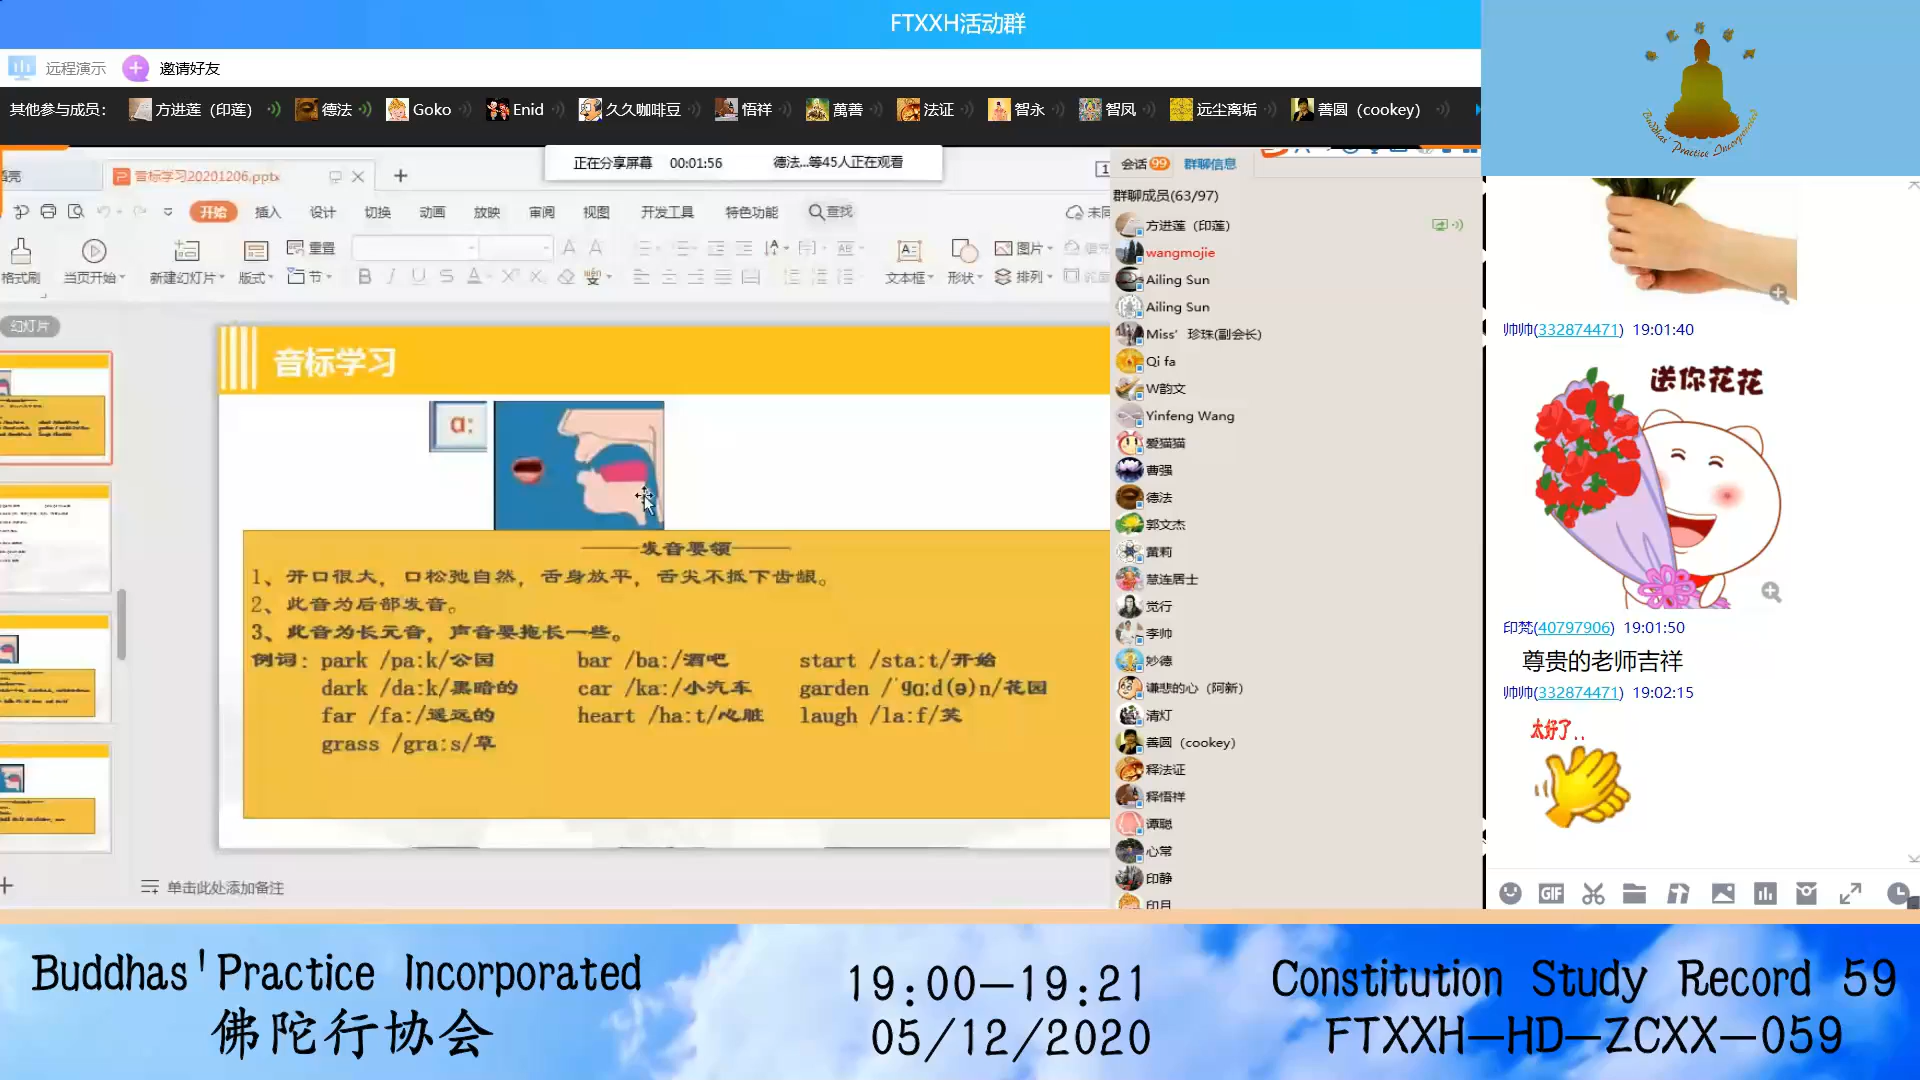 FTXXH活动群
远程演示 邀请好友
其他参与成员: 方进莲（印莲） 德法 Goko Enid 久久咖啡豆 悟祥 萬善 法证 智永 智凤 远尘离垢 善圆（cookey）
正在分享屏幕 00:01:56 德法...等45人正在观看
音标学习20201206.pptx
开始 插入 设计 切换 动画 放映 审阅 视图 开发工具 特色功能 查找
格式刷 当页开始 新建幻灯片 版式 重置 节 文本框 形状 图片 排列
幻灯片
音标学习
ɑ:
———发音要领———
1、开口很大，口松弛自然，舌身放平，舌尖不抵下齿龈。
2、此音为后部发音。
3、此音为长元音，声音要拖长一些。
例词: park /pa:k/公园 bar /ba:/酒吧 start /sta:t/开始
dark /da:k/黑暗的 car /ka:/小汽车 garden /ˈgɑ:d(ə)n/花园
far /fa:/遥远的 heart /ha:t/心脏 laugh /la:f/笑
grass /gra:s/草
单击此处添加备注
会话 99 群聊信息
群聊成员(63/97)
方进莲（印莲）
wangmojie
Ailing Sun
Ailing Sun
Miss’ 珍珠(副会长)
Qi fa
W韵文
Yinfeng Wang
爱猫猫
曹强
德法
郭文杰
黄莉
慧连居士
觉行
李帅
妙德
谦悲的心（阿新）
清灯
善圆（cookey）
释法证
释悟祥
谭聪
心常
印静
印月
Buddhas' Practice Incorporated
帅帅(332874471) 19:01:40
送你花花
印梵(40797906) 19:01:50
尊贵的老师吉祥
帅帅(332874471) 19:02:15
太好了..
GIF
Buddhas'Practice Incorporated
佛陀行协会
19:00—19:21
05/12/2020
Constitution Study Record 59
FTXXH—HD—ZCXX—059